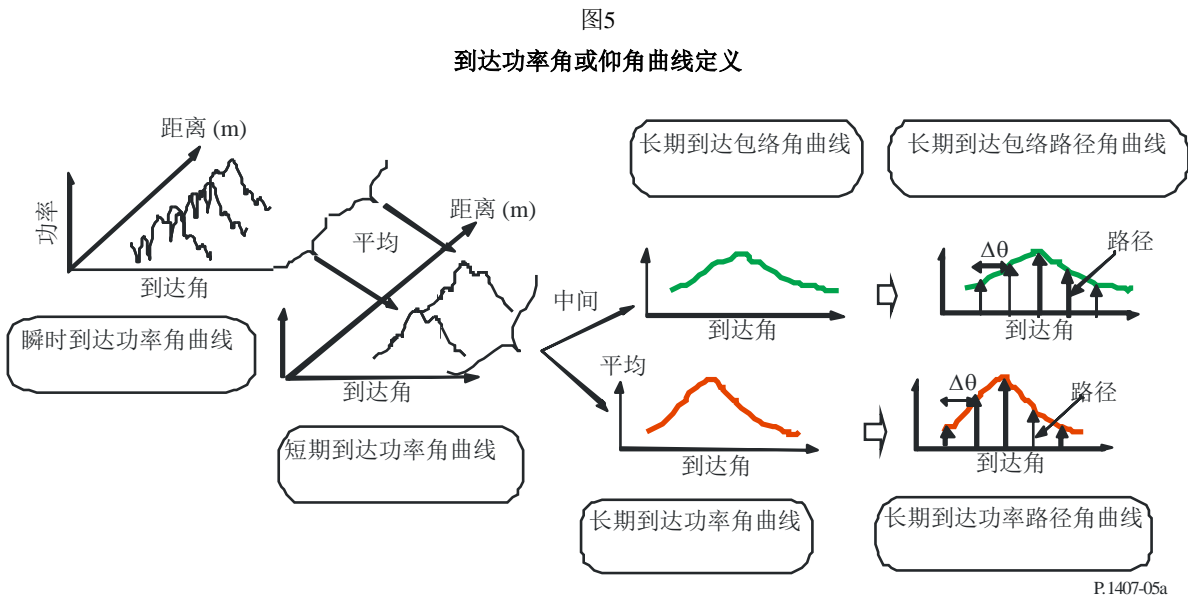 图5
到达功率角或仰角曲线定义
距离 (m)
功率
到达角
瞬时到达功率角曲线
平均
距离 (m)
到达角
短期到达功率角曲线
中间
平均
长期到达包络角曲线
到达角
长期到达包络路径角曲线
Δθ
路径
到达角
到达角
长期到达功率角曲线
Δθ
路径
到达角
长期到达功率路径角曲线
P.1407-05a